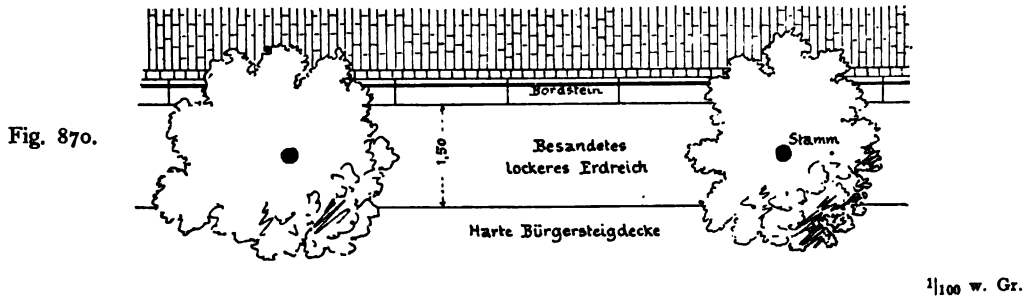 Bordstein
Fig. 870.
1,50
Besandetes
lockeres Erdreich
Stamm
Harte Bürgersteigdecke
1|100 w. Gr.